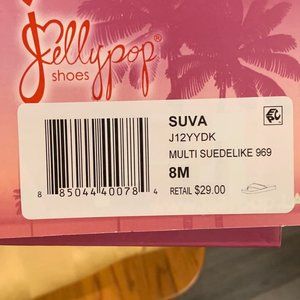 jellypop®
shoes
SUVA
J12YYDK
MULTI SUEDELIKE 969
8M
RETAIL $29.00
8 85044 40078 4